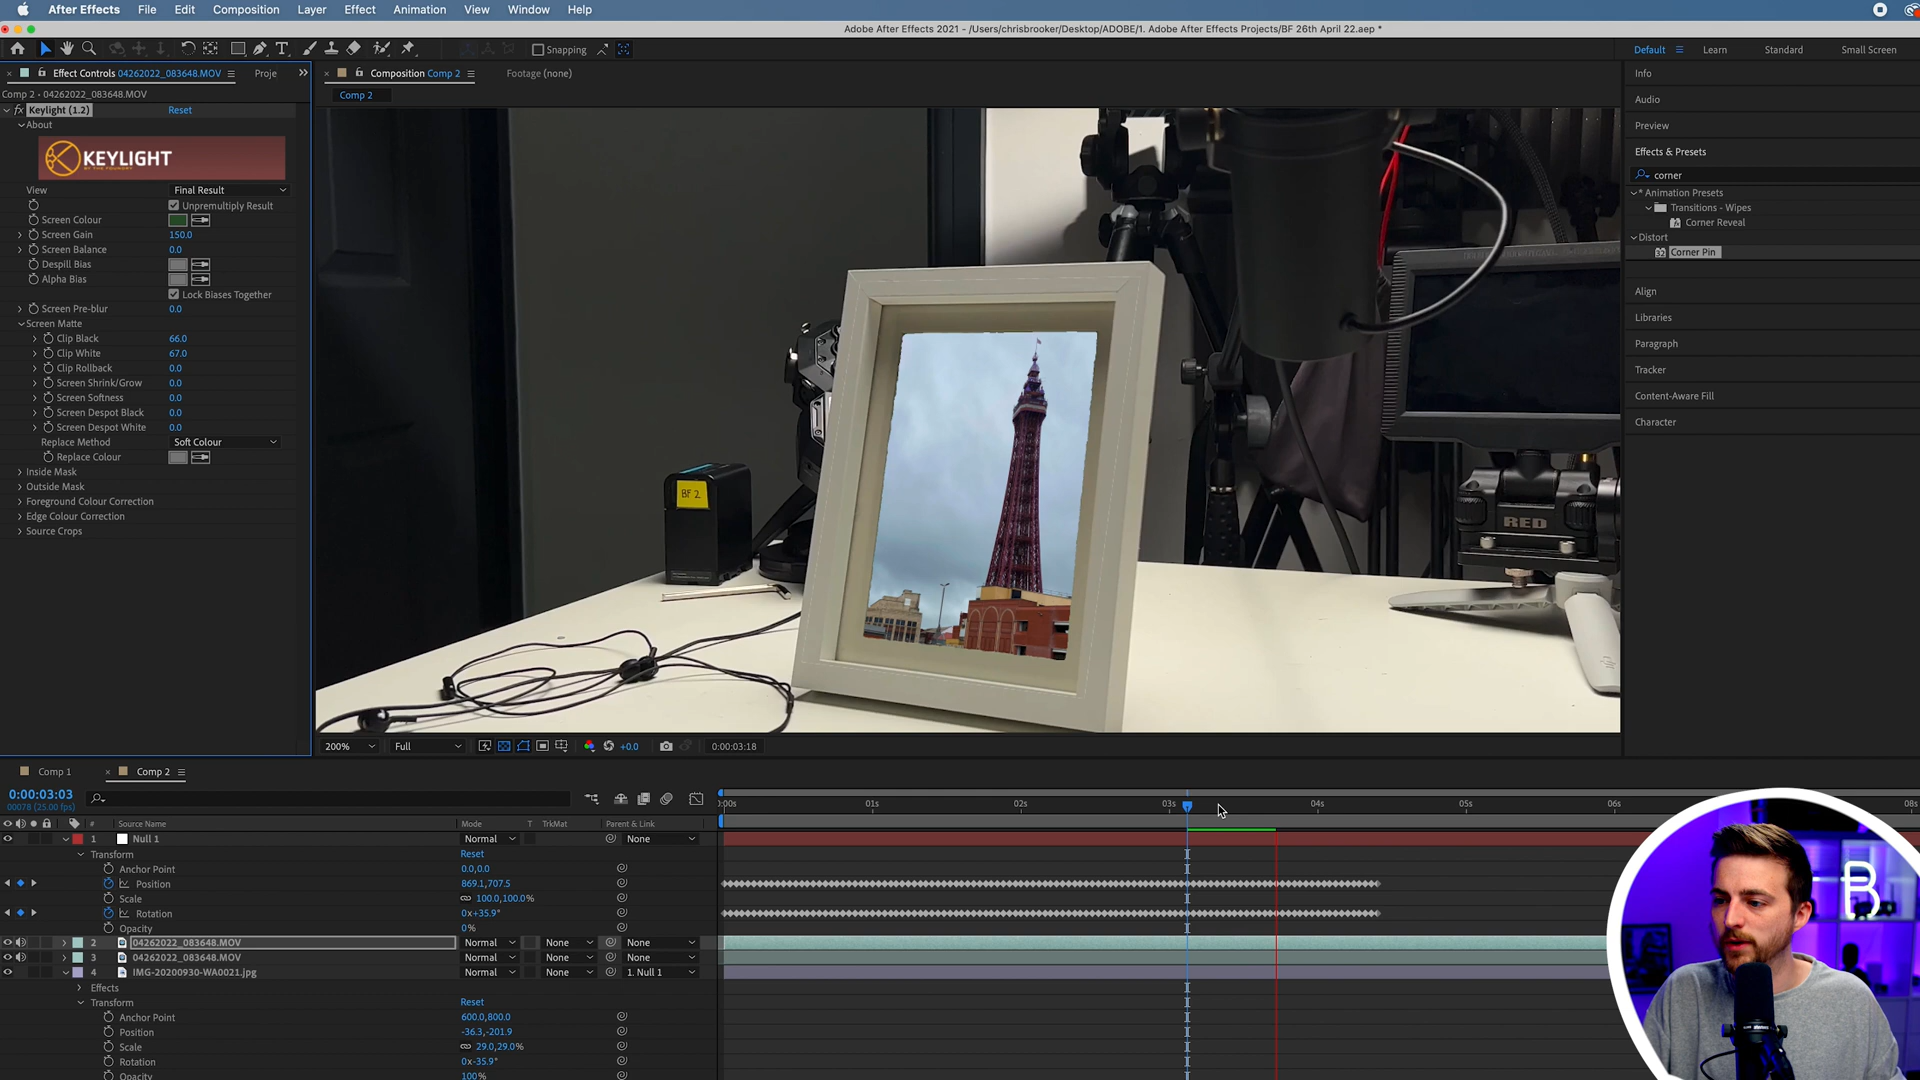 After Effects File Edit Composition Layer Effect Animation View Window Help
Adobe After Effects 2021 - /Users/chrisbrooker/Desktop/ADOBE/1. Adobe After Effects Projects/BF 26th April 22.aep *
Snapping Default Learn Standard Small Screen
Effect Controls 04262022_083648.MOV Proje Composition Comp 2 Footage (none) Info
Comp 2 • 04262022_083648.MOV Comp 2
Audio
Keylight (1.2) Reset
About
Preview
KEYLIGHT
Effects & Presets
View Final Result
corner
Unpremultiply Result
* Animation Presets
Screen Colour
Transitions - Wipes
Screen Gain 150.0
Corner Reveal
Screen Balance 0.0
Distort
Despill Bias
Corner Pin
Alpha Bias
Lock Biases Together
Align
Screen Pre-blur 0.0
Libraries
Screen Matte
Clip Black 66.0
Paragraph
Clip White 67.0
Clip Rollback 0.0
Tracker
Screen Shrink/Grow 0.0
Screen Softness 0.0
Content-Aware Fill
Screen Despot Black 0.0
Character
Screen Despot White 0.0
Replace Method Soft Colour
Replace Colour
Inside Mask
Outside Mask
Foreground Colour Correction
Edge Colour Correction
Source Crops
BF 2
RED
200% Full +0.0 0:00:03:18
Comp 1 Comp 2
0:00:03:03
00078 (25.00 fps)
:00s 01s 02s 03s 04s 05s 06s 08s
# Source Name Mode T TrkMat Parent & Link
1 Null 1 Normal None
Transform Reset
Anchor Point 0.0,0.0
Position 869.1,707.5
Scale 100.0,100.0%
Rotation 0x+35.9°
Opacity 0%
2 04262022_083648.MOV Normal None None
3 04262022_083648.MOV Normal None None
4 IMG-20200930-WA0021.jpg Normal None 1. Null 1
Effects
Transform Reset
Anchor Point 600.0,800.0
Position -36.3,-201.9
Scale 29.0,29.0%
Rotation 0x-35.9°
Opacity 100%